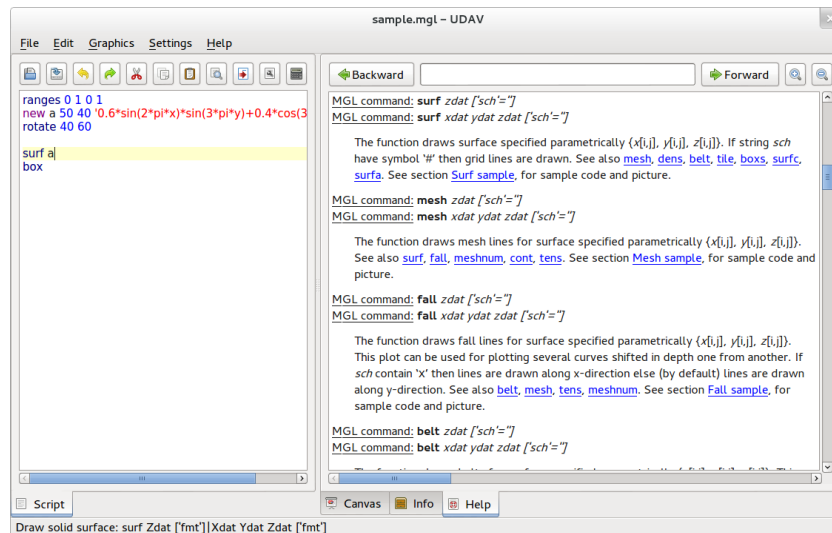 sample.mgl – UDAV
File Edit Graphics Settings Help
ranges 0 1 0 1
new a 50 40 '0.6*sin(2*pi*x)*sin(3*pi*y)+0.4*cos(3
rotate 40 60
surf a
box
Script
Backward
Forward
MGL command: surf zdat ['sch'='']
MGL command: surf xdat ydat zdat ['sch'='']
The function draws surface specified parametrically {x[i,j], y[i,j], z[i,j]}. If string sch
have symbol '#' then grid lines are drawn. See also mesh, dens, belt, tile, boxs, surfc,
surfa. See section Surf sample, for sample code and picture.
MGL command: mesh zdat ['sch'='']
MGL command: mesh xdat ydat zdat ['sch'='']
The function draws mesh lines for surface specified parametrically {x[i,j], y[i,j], z[i,j]}.
See also surf, fall, meshnum, cont, tens. See section Mesh sample, for sample code and
picture.
MGL command: fall zdat ['sch'='']
MGL command: fall xdat ydat zdat ['sch'='']
The function draws fall lines for surface specified parametrically {x[i,j], y[i,j], z[i,j]}.
This plot can be used for plotting several curves shifted in depth one from another. If
sch contain 'x' then lines are drawn along x-direction else (by default) lines are drawn
along y-direction. See also belt, mesh, tens, meshnum. See section Fall sample, for
sample code and picture.
MGL command: belt zdat ['sch'='']
MGL command: belt xdat ydat zdat ['sch'='']
Canvas Info Help
Draw solid surface: surf Zdat ['fmt']|Xdat Ydat Zdat ['fmt']